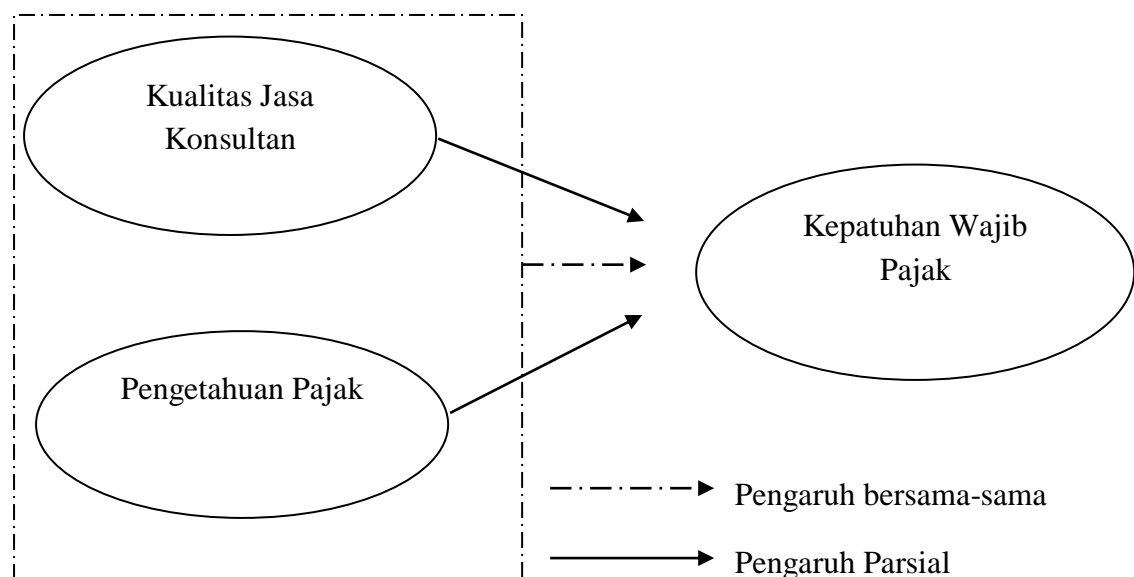 Kualitas Jasa
Konsultan
Kepatuhan Wajib
Pajak
Pengetahuan Pajak
Pengaruh bersama-sama
Pengaruh Parsial